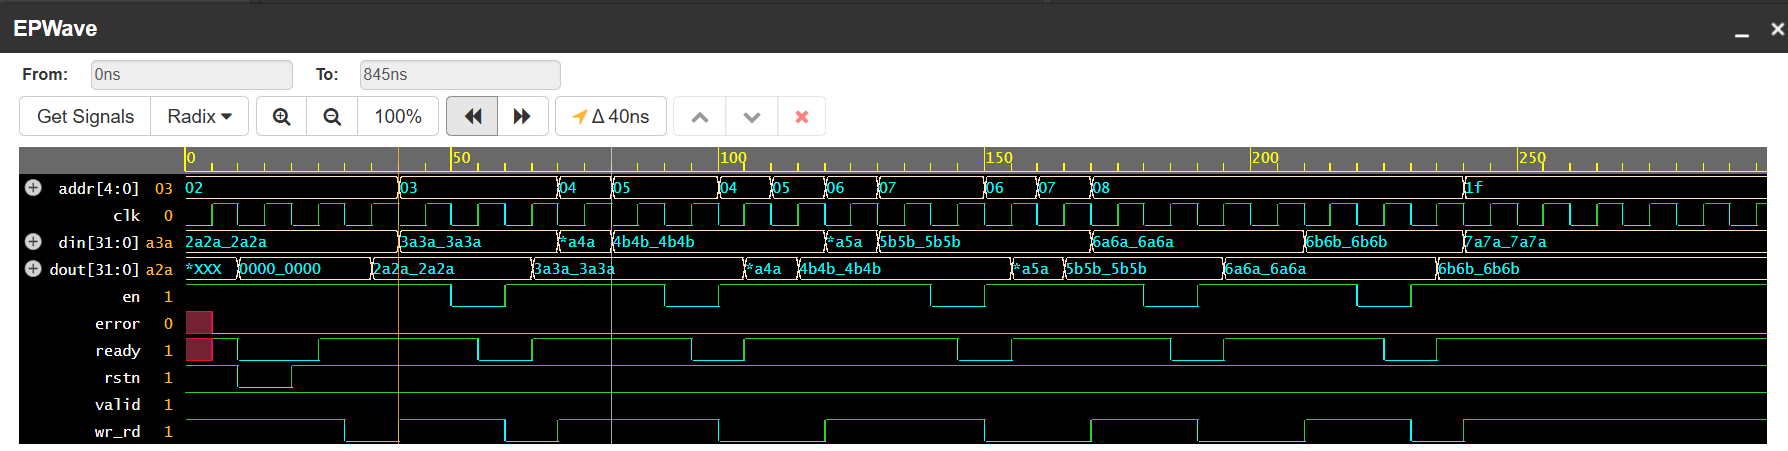 EPWave
From: 0ns To: 845ns
Get Signals Radix 100% Δ 40ns
0 50 100 150 200 250
addr[4:0] 03 02 03 04 05 04 05 06 07 06 07 08 1f
clk 0
din[31:0] a3a 2a2a_2a2a 3a3a_3a3a *a4a 4b4b_4b4b *a5a 5b5b_5b5b 6a6a_6a6a 6b6b_6b6b 7a7a_7a7a
dout[31:0] a2a *XXX 0000_0000 2a2a_2a2a 3a3a_3a3a *a4a 4b4b_4b4b *a5a 5b5b_5b5b 6a6a_6a6a 6b6b_6b6b
en 1
error 0
ready 1
rstn 1
valid 1
wr_rd 1